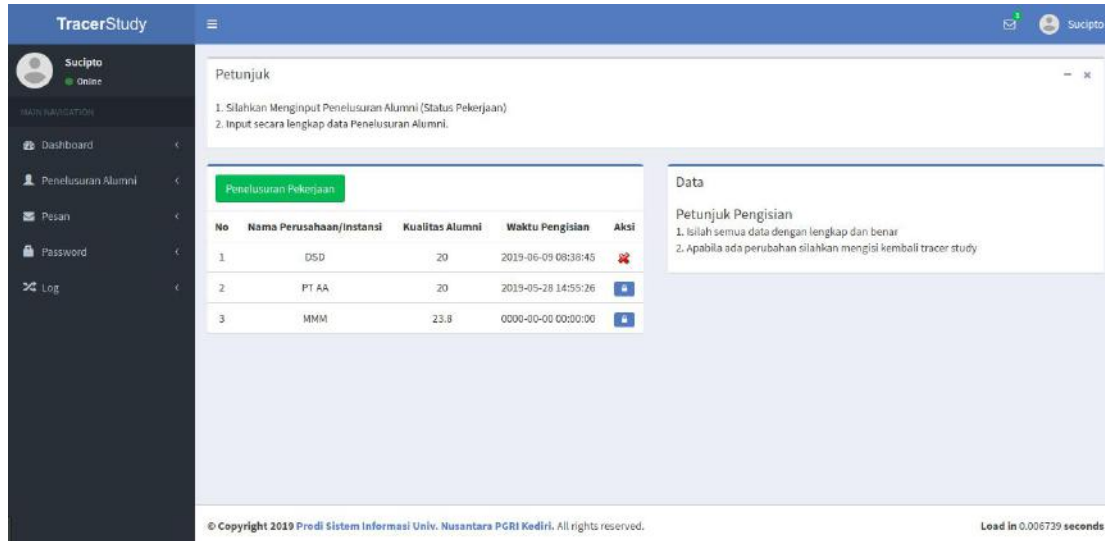 TracerStudy
Sucipto
Sucipto
Online
MAIN NAVIGATION
Dashboard
Penelusuran Alumni
Pesan
Password
Log
Petunjuk
1. Silahkan Menginput Penelusuran Alumni (Status Pekerjaan)
2. Input secara lengkap data Penelusuran Alumni.
Penelusuran Pekerjaan
No Nama Perusahaan/Instansi Kualitas Alumni Waktu Pengisian Aksi
1 DSD 20 2019-06-09 08:38:45
2 PT AA 20 2019-05-28 14:55:26
3 MMM 23.8 0000-00-00 00:00:00
Data
Petunjuk Pengisian
1. Isilah semua data dengan lengkap dan benar
2. Apabila ada perubahan silahkan mengisi kembali tracer study
© Copyright 2019 Prodi Sistem Informasi Univ. Nusantara PGRI Kediri. All rights reserved.
Load in 0.006739 seconds